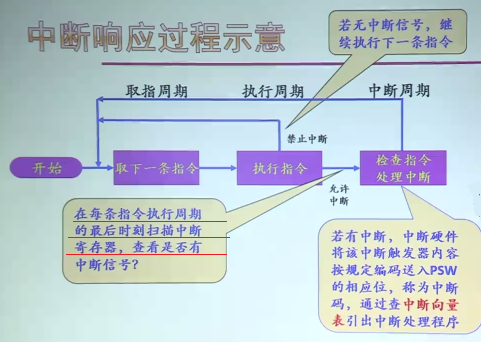 中断响应过程示意
若无中断信号，继
续执行下一条指令
取指周期
执行周期
中断周期
禁止中断
开始
取下一条指令
执行指令
检查指令
处理中断
允许
中断
在每条指令执行周期
的最后时刻扫描中断
寄存器，查看是否有
中断信号？
若有中断，中断硬件
将该中断触发器内容
按规定编码送入PSW
的相应位，称为中断
码，通过查中断向量
表引出中断处理程序